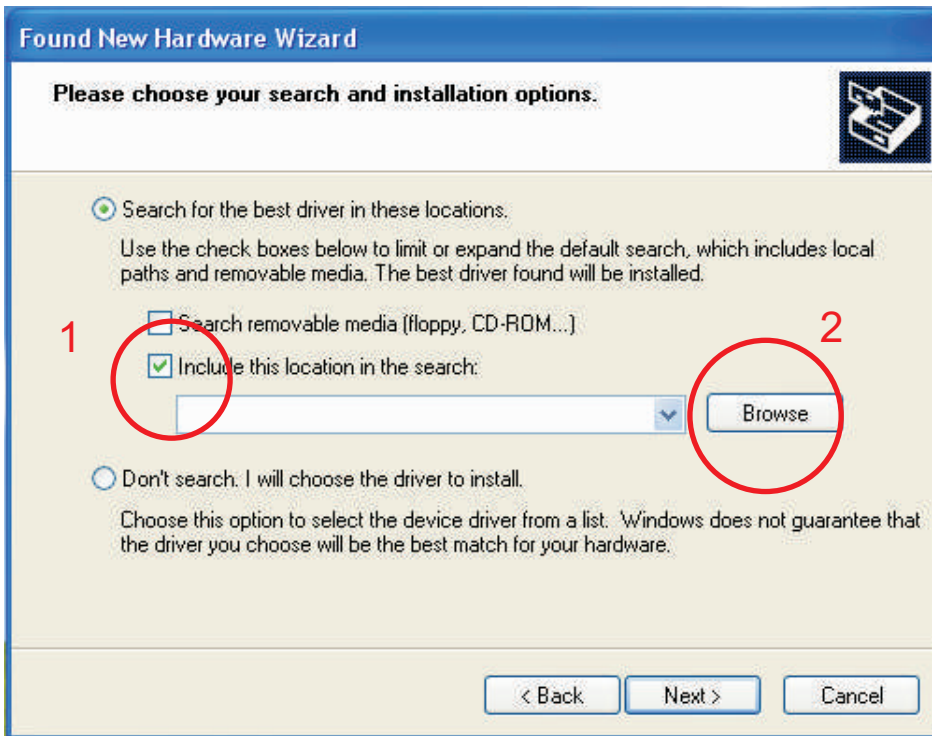 Found New Hardware Wizard
Please choose your search and installation options.
Search for the best driver in these locations.
Use the check boxes below to limit or expand the default search, which includes local
paths and removable media. The best driver found will be installed.
1
Search removable media (floppy, CD-ROM...)
2
Include this location in the search:
Browse
Don't search. I will choose the driver to install.
Choose this option to select the device driver from a list. Windows does not guarantee that
the driver you choose will be the best match for your hardware.
< Back Next > Cancel